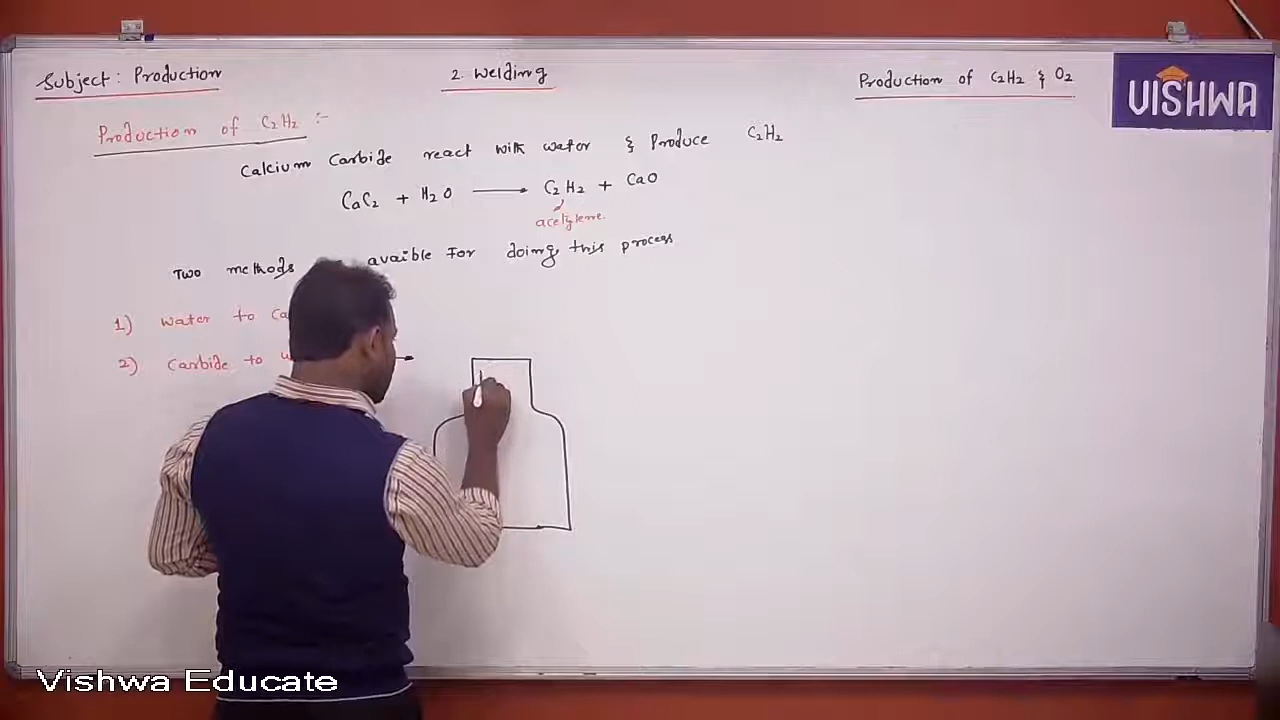 Subject: Production
2. Welding
Production of C2H2 & O2
VISHWA
Production of C2H2 :-
Calcium Carbide react with water & Produce C2H2
CaC2 + H2O → C2H2 + CaO
acetylene.
Two methods avaible For doing this process
1) water to
2) Carbide to
Vishwa Educate